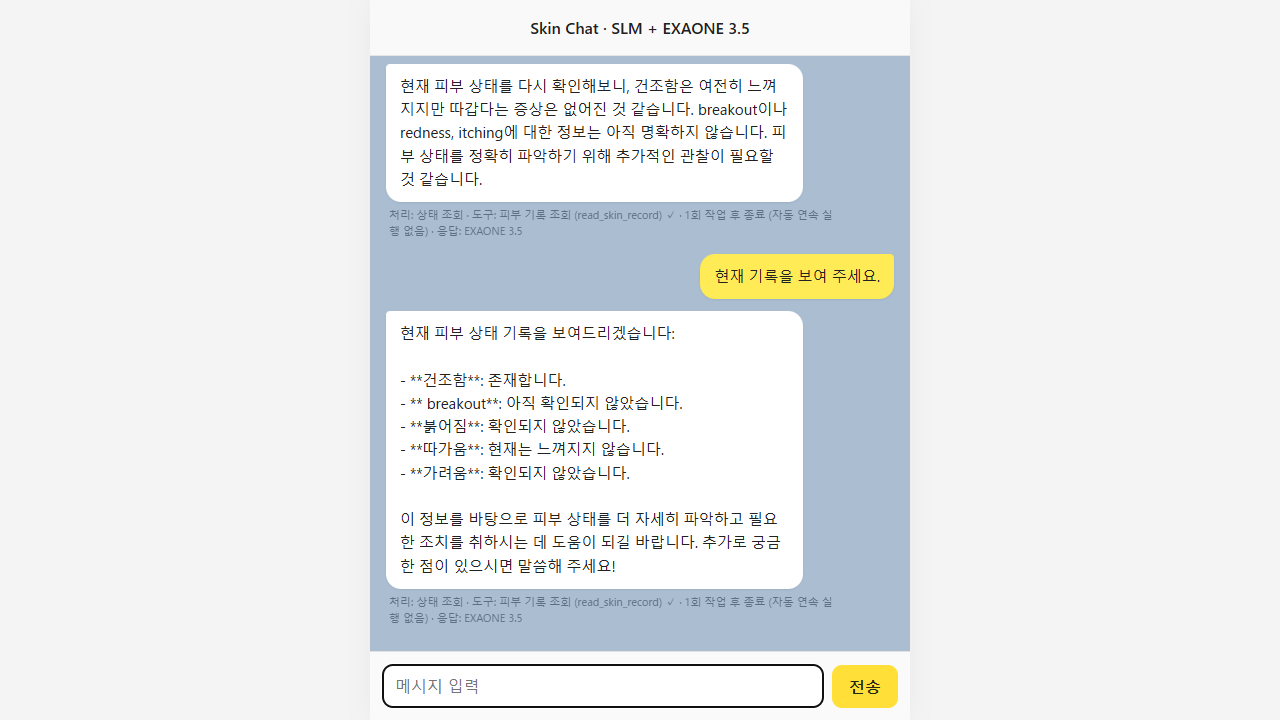 Skin Chat · SLM + EXAONE 3.5
현재 피부 상태를 다시 확인해보니, 건조함은 여전히 느껴
지지만 따갑다는 증상은 없어진 것 같습니다. breakout이나
redness, itching에 대한 정보는 아직 명확하지 않습니다. 피
부 상태를 정확히 파악하기 위해 추가적인 관찰이 필요할
것 같습니다.
처리: 상태 조회 · 도구: 피부 기록 조회 (read_skin_record) ✓ · 1회 작업 후 종료 (자동 연속 실
행 없음) · 응답: EXAONE 3.5
현재 기록을 보여 주세요.
현재 피부 상태 기록을 보여드리겠습니다:
- **건조함**: 존재합니다.
- ** breakout**: 아직 확인되지 않았습니다.
- **붉어짐**: 확인되지 않았습니다.
- **따가움**: 현재는 느껴지지 않습니다.
- **가려움**: 확인되지 않았습니다.
이 정보를 바탕으로 피부 상태를 더 자세히 파악하고 필요
한 조치를 취하시는 데 도움이 되길 바랍니다. 추가로 궁금
한 점이 있으시면 말씀해 주세요!
처리: 상태 조회 · 도구: 피부 기록 조회 (read_skin_record) ✓ · 1회 작업 후 종료 (자동 연속 실
행 없음) · 응답: EXAONE 3.5
메시지 입력
전송